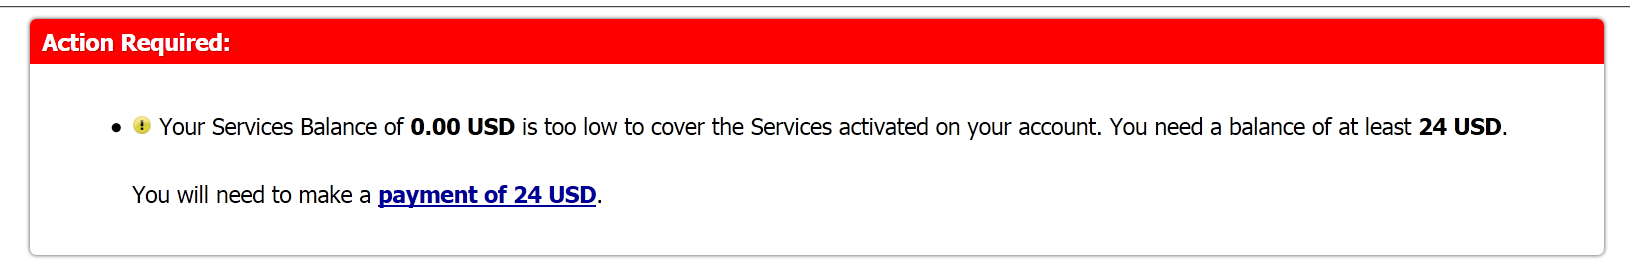 Action Required:
Your Services Balance of 0.00 USD is too low to cover the Services activated on your account. You need a balance of at least 24 USD.
You will need to make a payment of 24 USD.